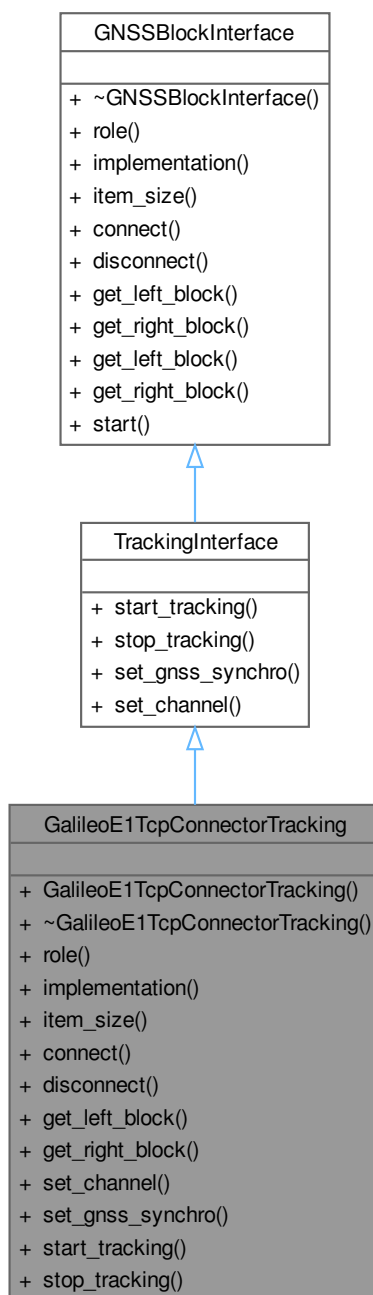 GNSSBlockInterface
+ ~GNSSBlockInterface()
+ role()
+ implementation()
+ item_size()
+ connect()
+ disconnect()
+ get_left_block()
+ get_right_block()
+ get_left_block()
+ get_right_block()
+ start()
TrackingInterface
+ start_tracking()
+ stop_tracking()
+ set_gnss_synchro()
+ set_channel()
GalileoE1TcpConnectorTracking
+ GalileoE1TcpConnectorTracking()
+ ~GalileoE1TcpConnectorTracking()
+ role()
+ implementation()
+ item_size()
+ connect()
+ disconnect()
+ get_left_block()
+ get_right_block()
+ set_channel()
+ set_gnss_synchro()
+ start_tracking()
+ stop_tracking()